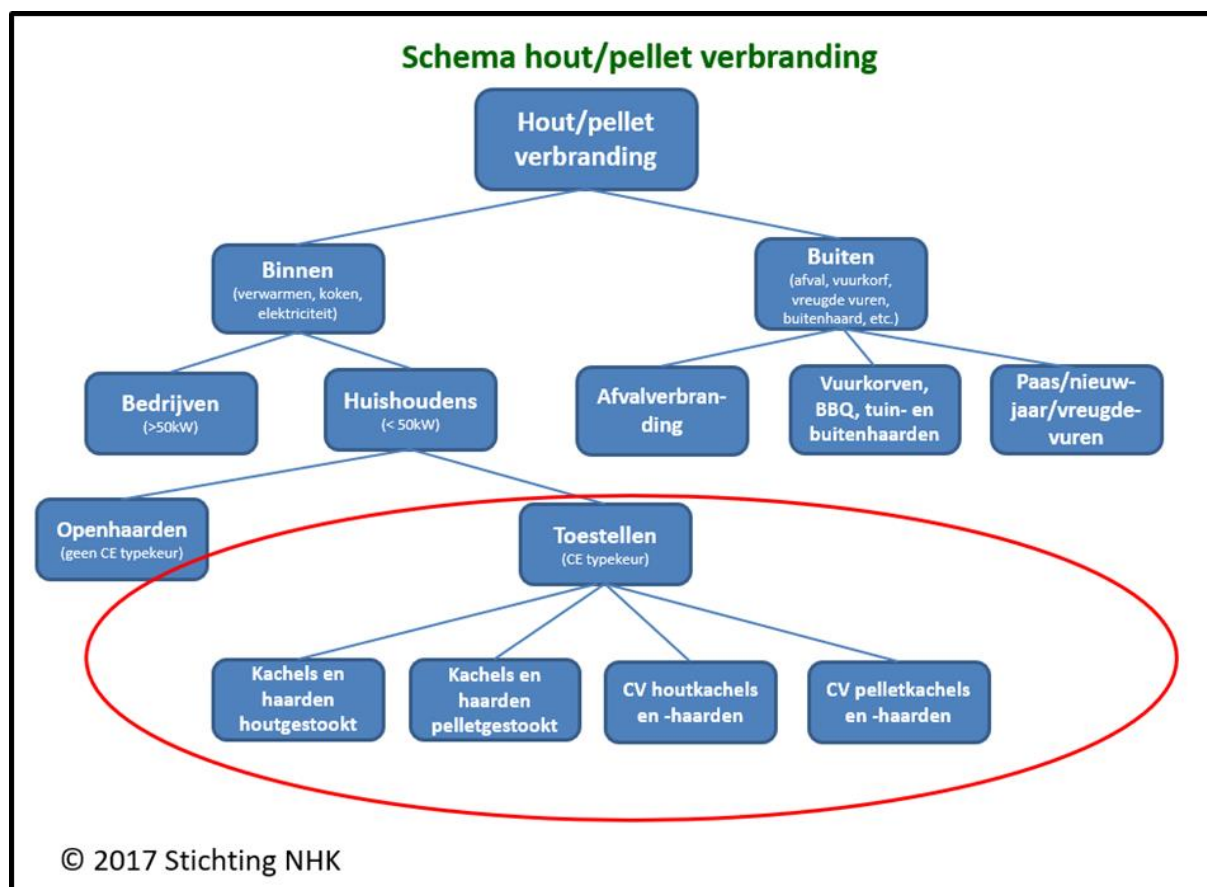 Schema hout/pellet verbranding
Hout/pellet
verbranding
Binnen
(verwarmen, koken,
elektriciteit)
Buiten
(afval, vuurkorf,
vreugde vuren,
buitenhaard, etc.)
Bedrijven
(>50kW)
Huishoudens
(< 50kW)
Afvalverbran-
ding
Vuurkorven,
BBQ, tuin- en
buitenhaarden
Paas/nieuw-
jaar/vreugde-
vuren
Openhaarden
(geen CE typekeur)
Toestellen
(CE typekeur)
Kachels en
haarden
houtgestookt
Kachels en
haarden
pelletgestookt
CV houtkachels
en -haarden
CV pelletkachels
en -haarden
© 2017 Stichting NHK